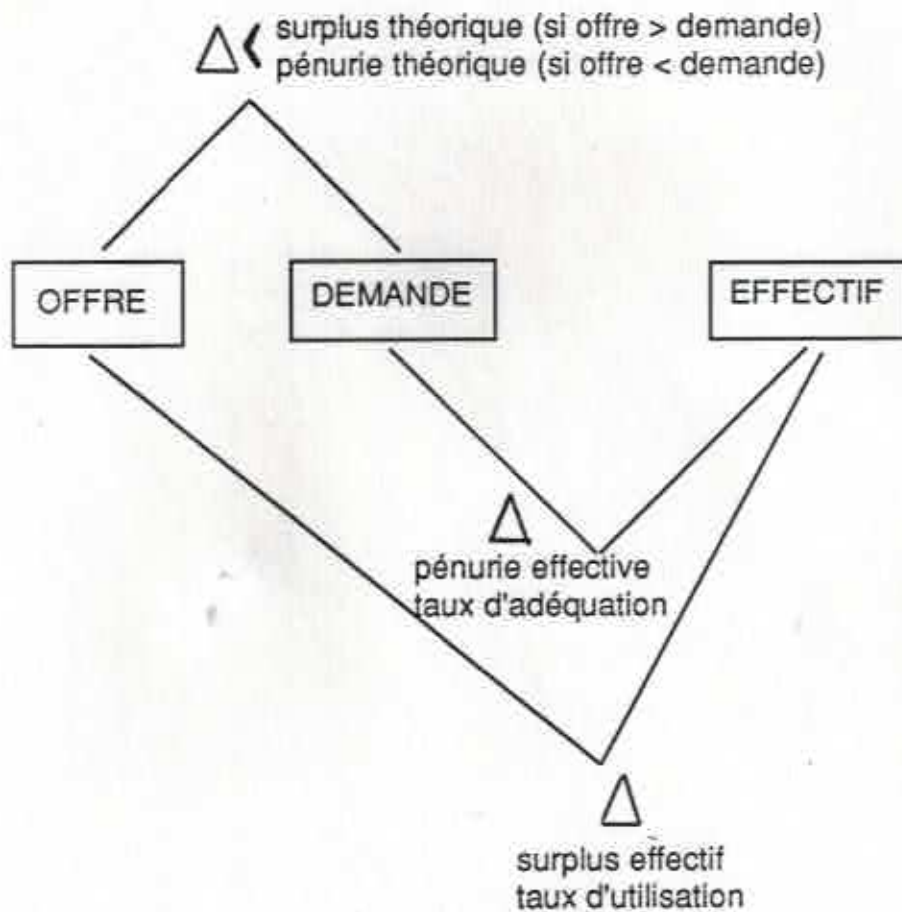 △ < surplus théorique (si offre > demande)
pénurie théorique (si offre < demande)
OFFRE
DEMANDE
EFFECTIF
△
pénurie effective
taux d'adéquation
△
surplus effectif
taux d'utilisation